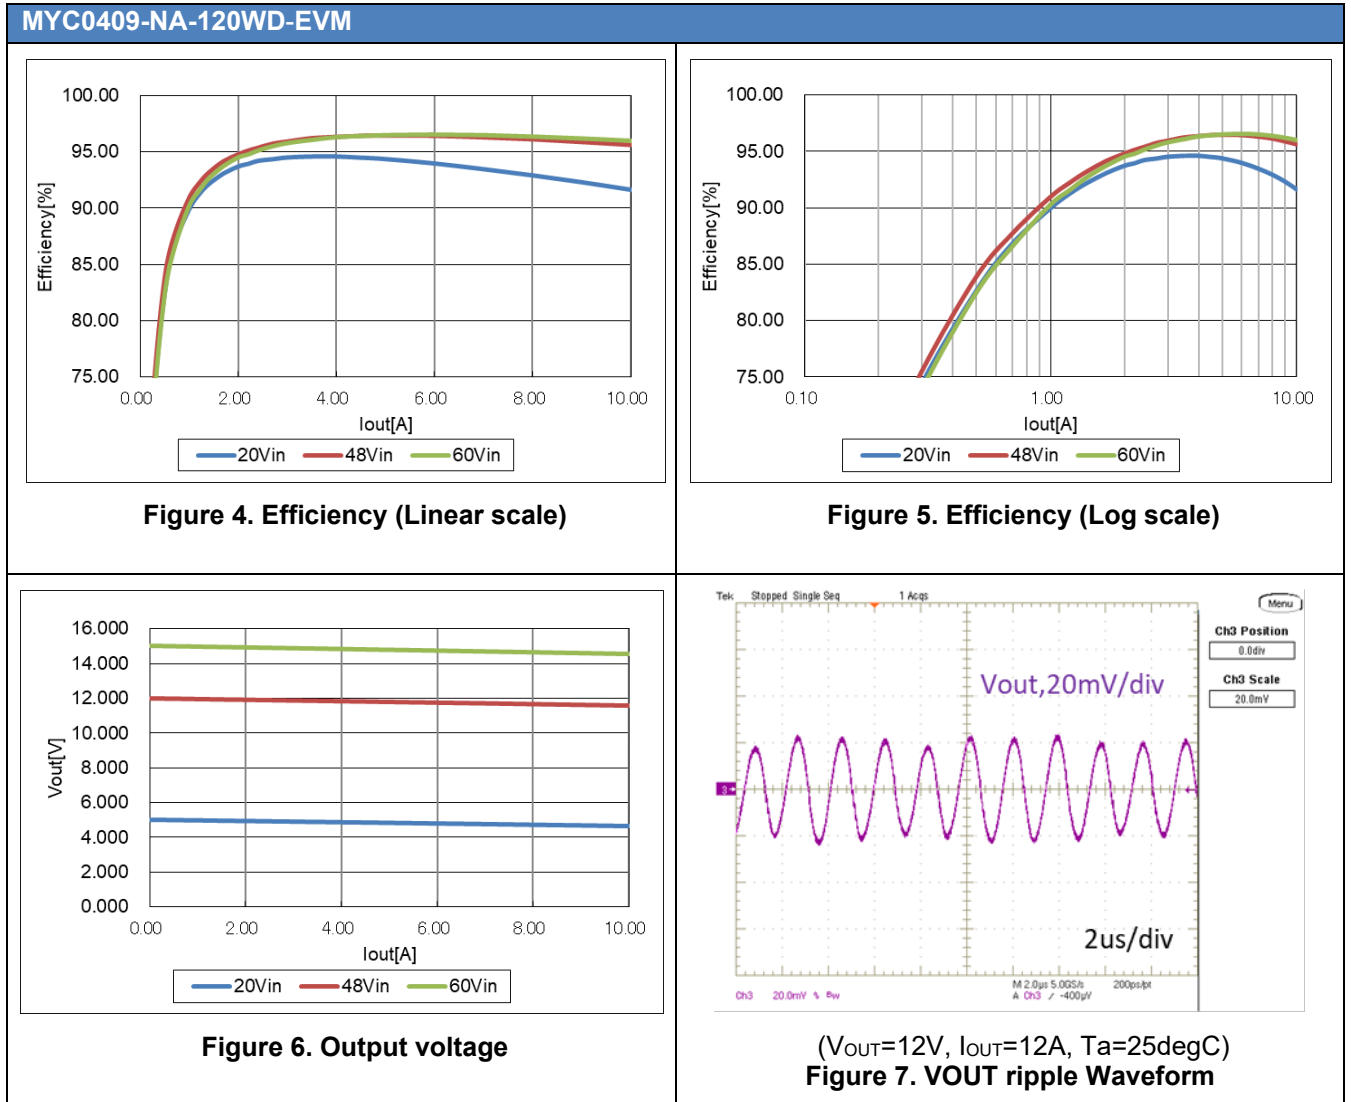 MYC0409-NA-120WD-EVM
100.00
95.00
90.00
85.00
80.00
75.00
Efficiency[%]
0.00 2.00 4.00 6.00 8.00 10.00
Iout[A]
20Vin 48Vin 60Vin
Figure 4. Efficiency (Linear scale)
100.00
95.00
90.00
85.00
80.00
75.00
Efficiency[%]
0.10 1.00 10.00
Iout[A]
20Vin 48Vin 60Vin
Figure 5. Efficiency (Log scale)
16.000
14.000
12.000
10.000
8.000
6.000
4.000
2.000
0.000
Vout[V]
0.00 2.00 4.00 6.00 8.00 10.00
Iout[A]
20Vin 48Vin 60Vin
Figure 6. Output voltage
Tek Stopped Single Seq 1 Acqs
Menu
Ch3 Position
0.0div
Ch3 Scale
20.0mV
Vout,20mV/div
3
2us/div
Ch3 20.0mV Bw
M 2.0µs 5.0GS/s 200ps/pt
A Ch3 / -400µV
(VOUT=12V, IOUT=12A, Ta=25degC)
Figure 7. VOUT ripple Waveform